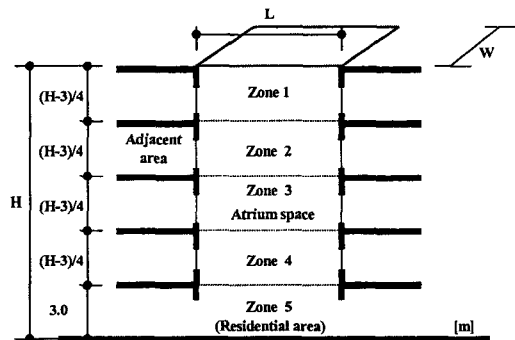 L
W
(H-3)/4
Zone 1
Adjacent
area
(H-3)/4
Zone 2
H
(H-3)/4
Zone 3
Atrium space
(H-3)/4
Zone 4
3.0
Zone 5
(Residential area)
[m]